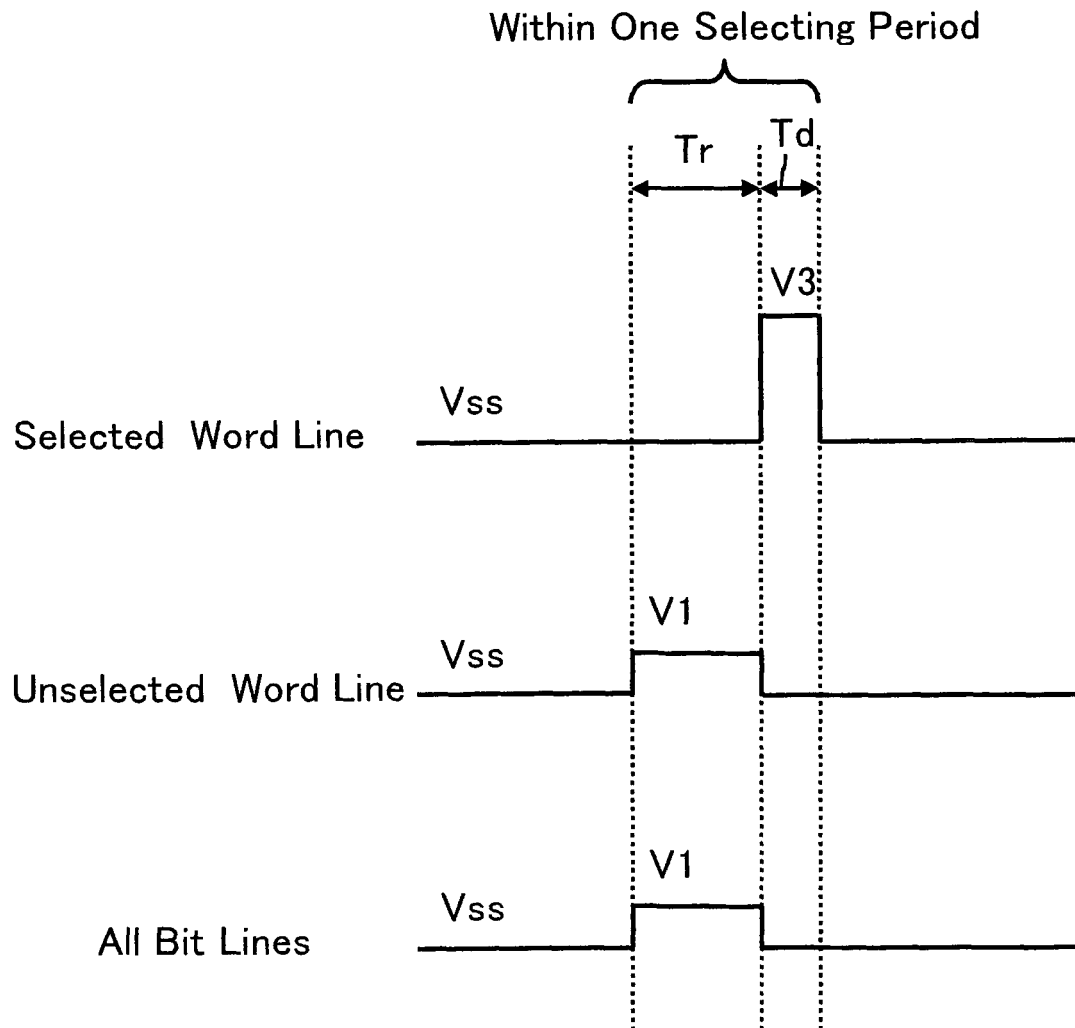 Within One Selecting Period
Tr
Td
V3
Vss
Selected Word Line
V1
Vss
Unselected Word Line
V1
Vss
All Bit Lines